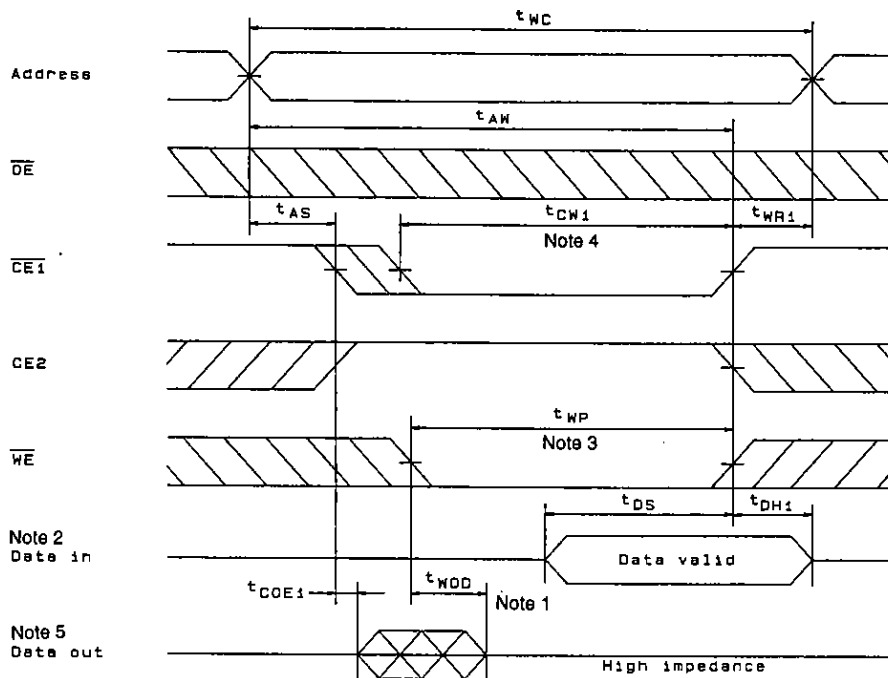 t WC
Address
t AW
OE
t AS
t CW1
t WR1
Note 4
CE1
CE2
t WP
WE
Note 3
t DS
t DH1
Note 2
Data in
Data valid
t COE1
t WOD
Note 1
Note 5
Data out
High impedance